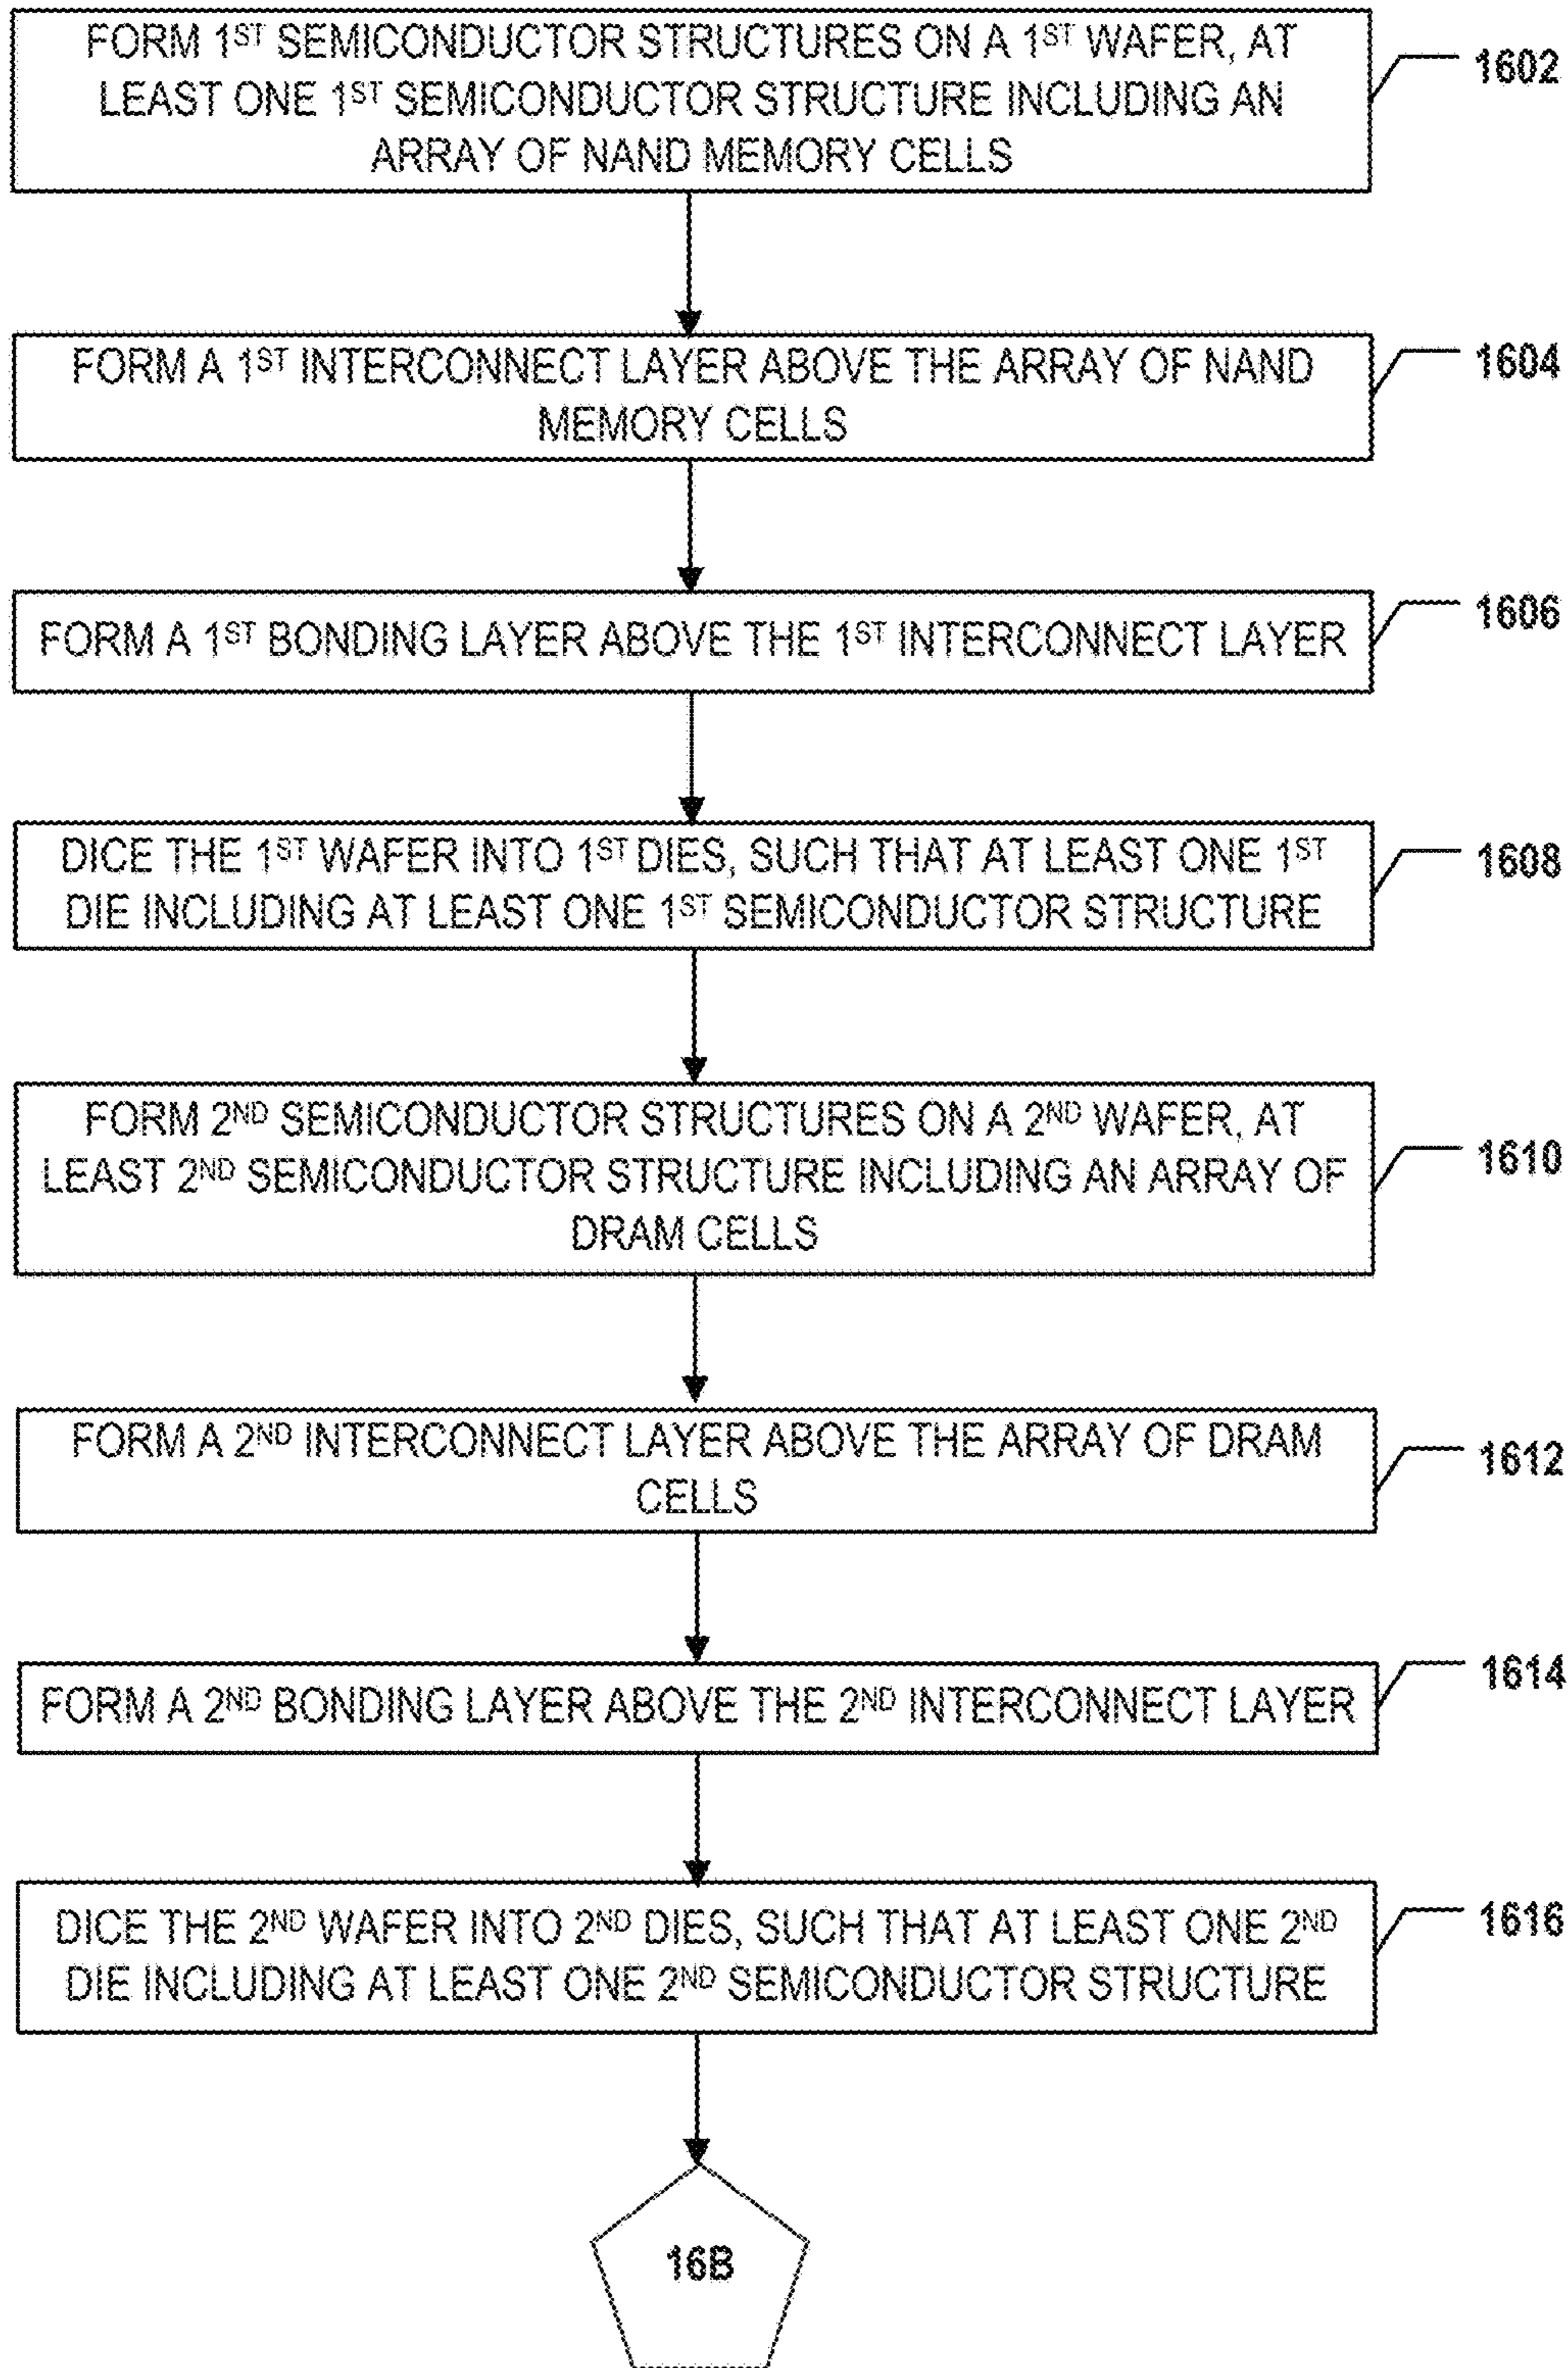 FORM 1ST SEMICONDUCTOR STRUCTURES ON A 1ST WAFER, AT
LEAST ONE 1ST SEMICONDUCTOR STRUCTURE INCLUDING AN
ARRAY OF NAND MEMORY CELLS
1602
FORM A 1ST INTERCONNECT LAYER ABOVE THE ARRAY OF NAND
MEMORY CELLS
1604
FORM A 1ST BONDING LAYER ABOVE THE 1ST INTERCONNECT LAYER
1606
DICE THE 1ST WAFER INTO 1ST DIES, SUCH THAT AT LEAST ONE 1ST
DIE INCLUDING AT LEAST ONE 1ST SEMICONDUCTOR STRUCTURE
1608
FORM 2ND SEMICONDUCTOR STRUCTURES ON A 2ND WAFER, AT
LEAST 2ND SEMICONDUCTOR STRUCTURE INCLUDING AN ARRAY OF
DRAM CELLS
1610
FORM A 2ND INTERCONNECT LAYER ABOVE THE ARRAY OF DRAM
CELLS
1612
FORM A 2ND BONDING LAYER ABOVE THE 2ND INTERCONNECT LAYER
1614
DICE THE 2ND WAFER INTO 2ND DIES, SUCH THAT AT LEAST ONE 2ND
DIE INCLUDING AT LEAST ONE 2ND SEMICONDUCTOR STRUCTURE
1616
16B